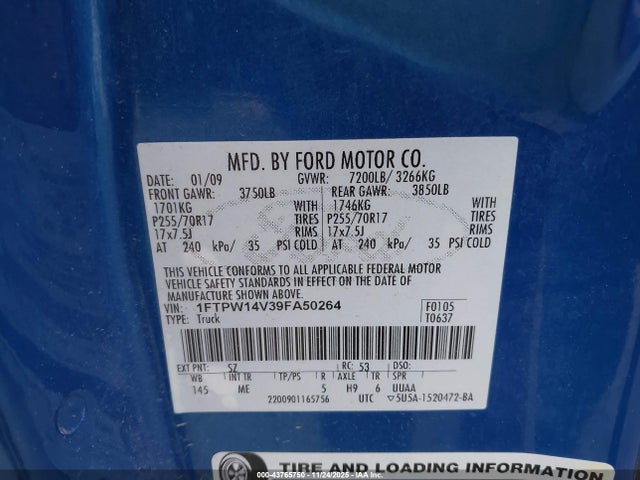 MFD. BY FORD MOTOR CO.
DATE: 01/09 GVWR: 7200LB/ 3266KG
FRONT GAWR: 3750LB REAR GAWR: 3850LB
1701KG WITH 1746KG WITH
P255/70R17 TIRES P255/70R17 TIRES
17x7.5J RIMS 17x7.5J RIMS
AT 240 kPa/ 35 PSI COLD AT 240 kPa/ 35 PSI COLD
THIS VEHICLE CONFORMS TO ALL APPLICABLE FEDERAL MOTOR
VEHICLE SAFETY STANDARDS IN EFFECT ON THE DATE OF
MANUFACTURE SHOWN ABOVE.
VIN: 1FTPW14V39FA50264 F0105
TYPE: Truck T0637
EXT PNT: SZ RC: 53 DSO:
WB INT TR TP/PS R AXLE TR SPR
145 ME 5 H9 6 UUAA
2200901165756 UTC ▽5U5A-1520472-BA
TIRE AND LOADING INFORMATION
000-43765750 - 11/24/2025 - IAAI.COM